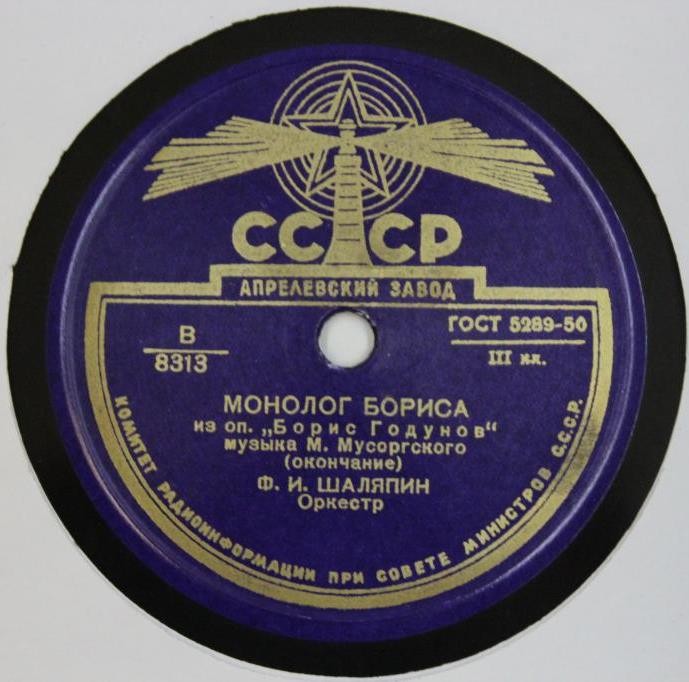 СССР
АПРЕЛЕВСКИЙ ЗАВОД
В
8313
ГОСТ 5289-50
III кл.
МОНОЛОГ БОРИСА
из оп. „Борис Годунов“
музыка М. Мусоргского
(окончание)
Ф. И. ШАЛЯПИН
Оркестр
КОМИТЕТ РАДИОИНФОРМАЦИИ ПРИ СОВЕТЕ МИНИСТРОВ С.С.С.Р.